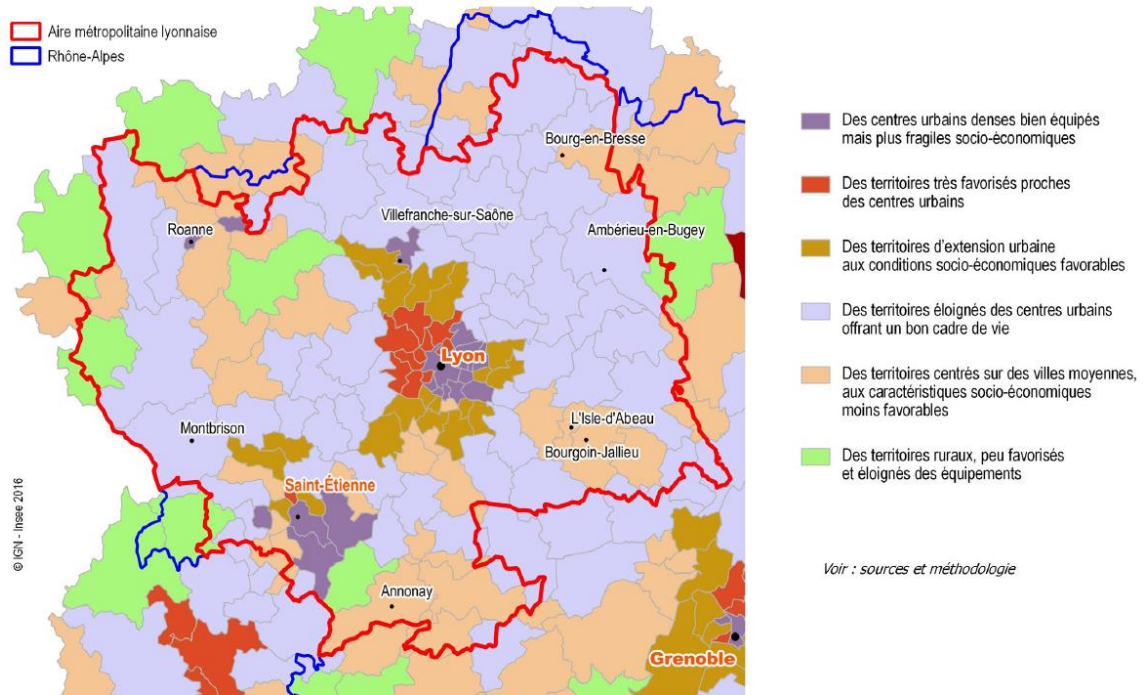 Aire métropolitaine lyonnaise
Rhône-Alpes
Bourg-en-Bresse
Villefranche-sur-Saône
Roanne
Ambérieu-en-Bugey
Lyon
L'Isle-d'Abeau
Montbrison
Bourgoin-Jallieu
Saint-Étienne
Annonay
Grenoble
© IGN - Insee 2016
Des centres urbains denses bien équipés
mais plus fragiles socio-économiques
Des territoires très favorisés proches
des centres urbains
Des territoires d'extension urbaine
aux conditions socio-économiques favorables
Des territoires éloignés des centres urbains
offrant un bon cadre de vie
Des territoires centrés sur des villes moyennes,
aux caractéristiques socio-économiques
moins favorables
Des territoires ruraux, peu favorisés
et éloignés des équipements
Voir : sources et méthodologie